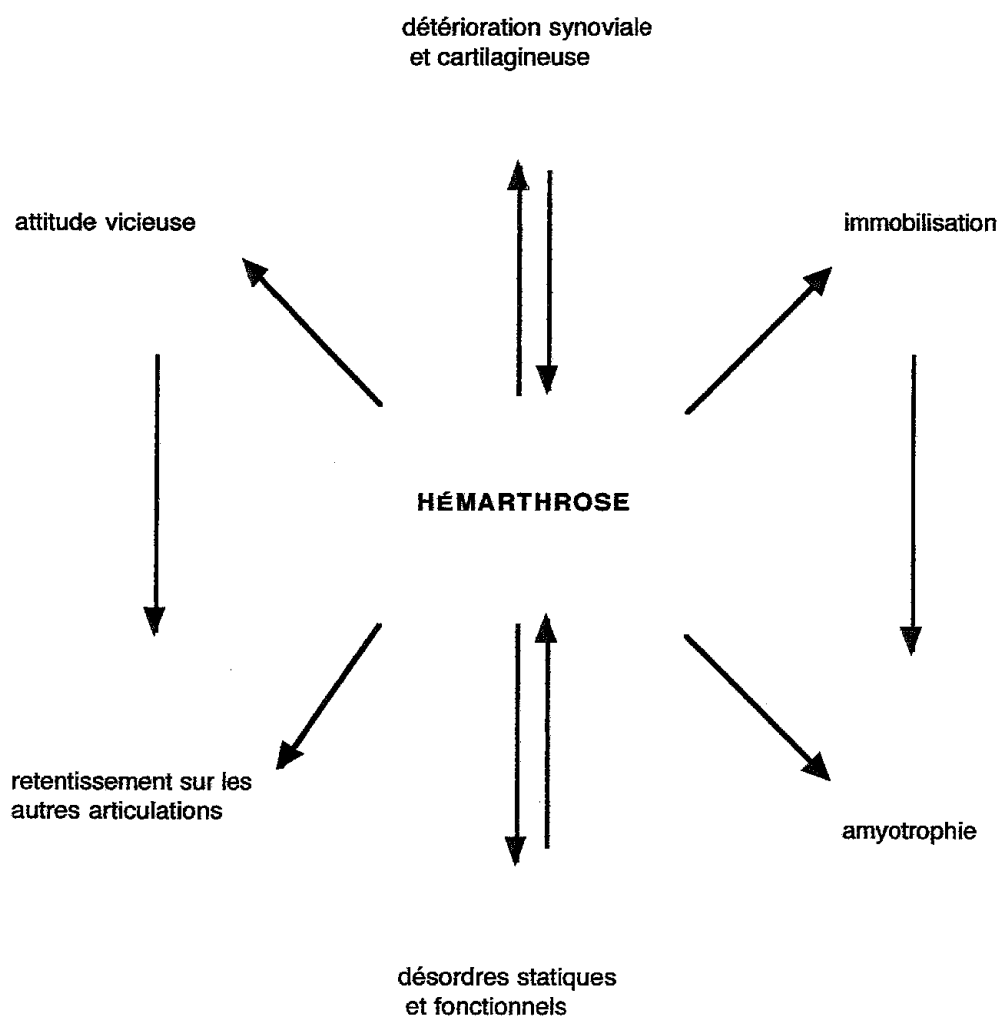 détérioration synoviale
et cartilagineuse
attitude vicieuse
immobilisation
HÉMARTHROSE
retentissement sur les
autres articulations
amyotrophie
désordres statiques
et fonctionnels